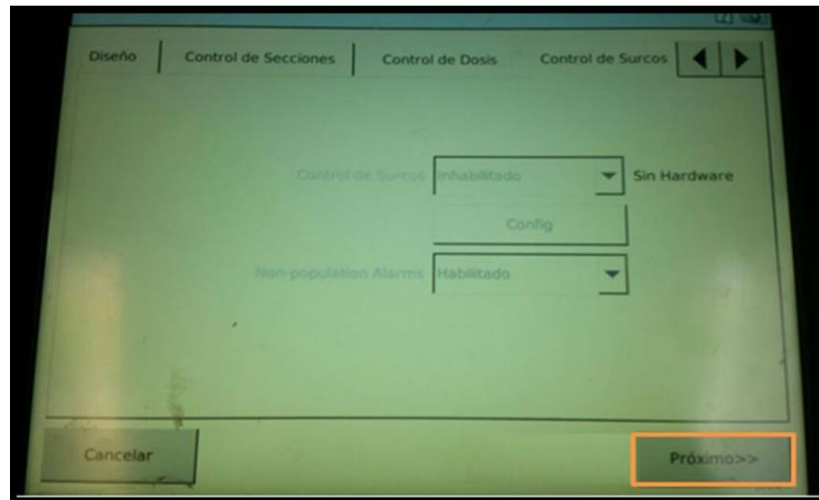 Diseño
Control de Secciones
Control de Dosis
Control de Surcos
Control de Surcos Inhabilitado Sin Hardware
Config
Non-population Alarms Habilitado
Cancelar
Próximo>>